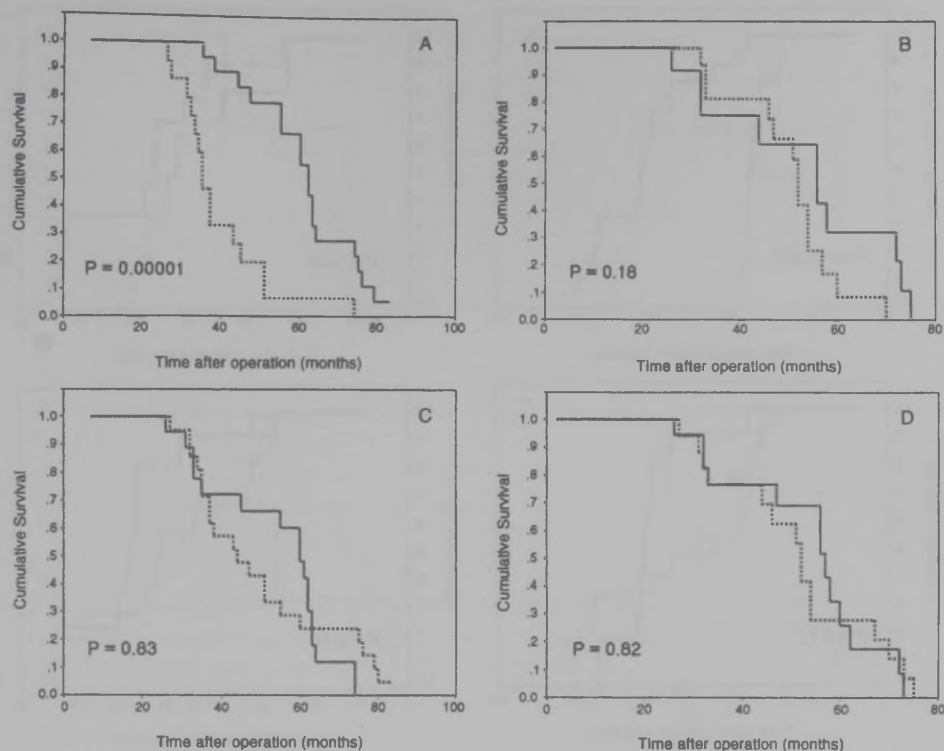 A
1.0
.9
.8
.7
.6
.5
.4
.3
.2
.1
0.0
Cumulative Survival
P = 0.00001
0 20 40 60 80 100
Time after operation (months)
B
1.0
.9
.8
.7
.6
.5
.4
.3
.2
.1
0.0
Cumulative Survival
P = 0.18
0 20 40 60 80
Time after operation (months)
C
1.0
.9
.8
.7
.6
.5
.4
.3
.2
.1
0.0
Cumulative Survival
P = 0.83
0 20 40 60 80 100
Time after operation (months)
D
1.0
.9
.8
.7
.6
.5
.4
.3
.2
.1
0.0
Cumulative Survival
P = 0.82
0 20 40 60 80
Time after operation (months)